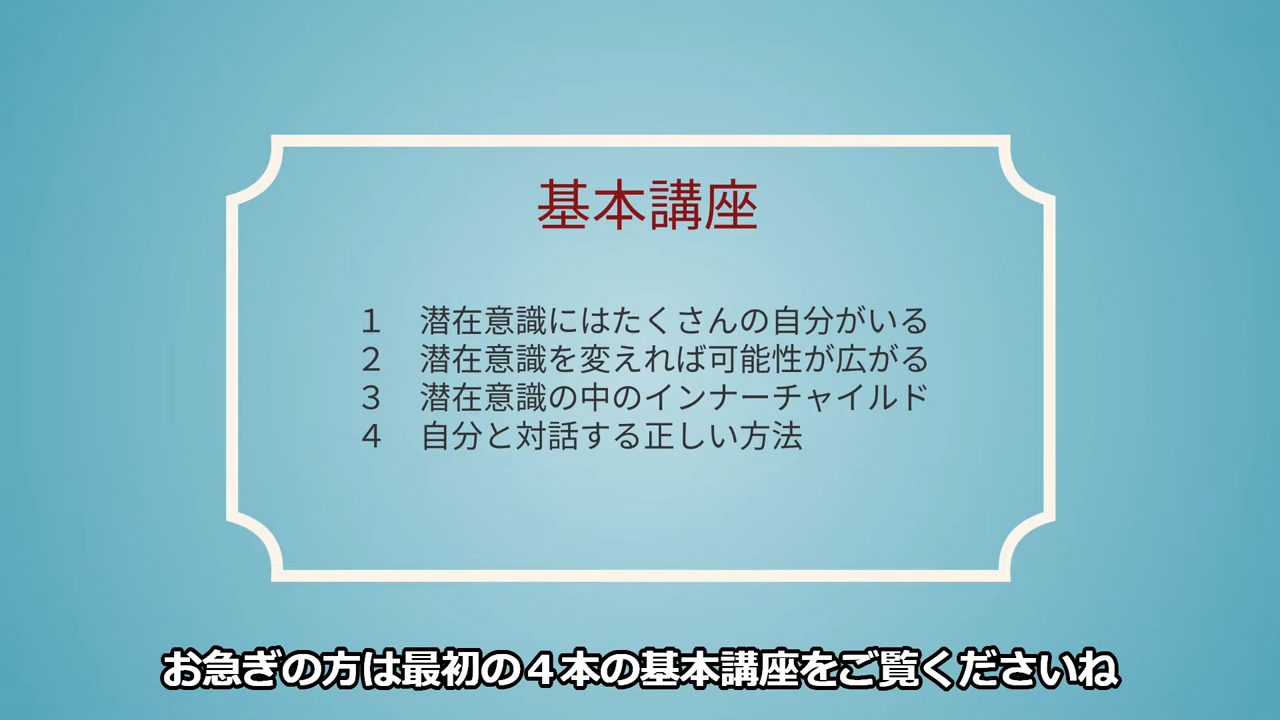 基本講座
１　潜在意識にはたくさんの自分がいる
２　潜在意識を変えれば可能性が広がる
３　潜在意識の中のインナーチャイルド
４　自分と対話する正しい方法
お急ぎの方は最初の４本の基本講座をご覧くださいね